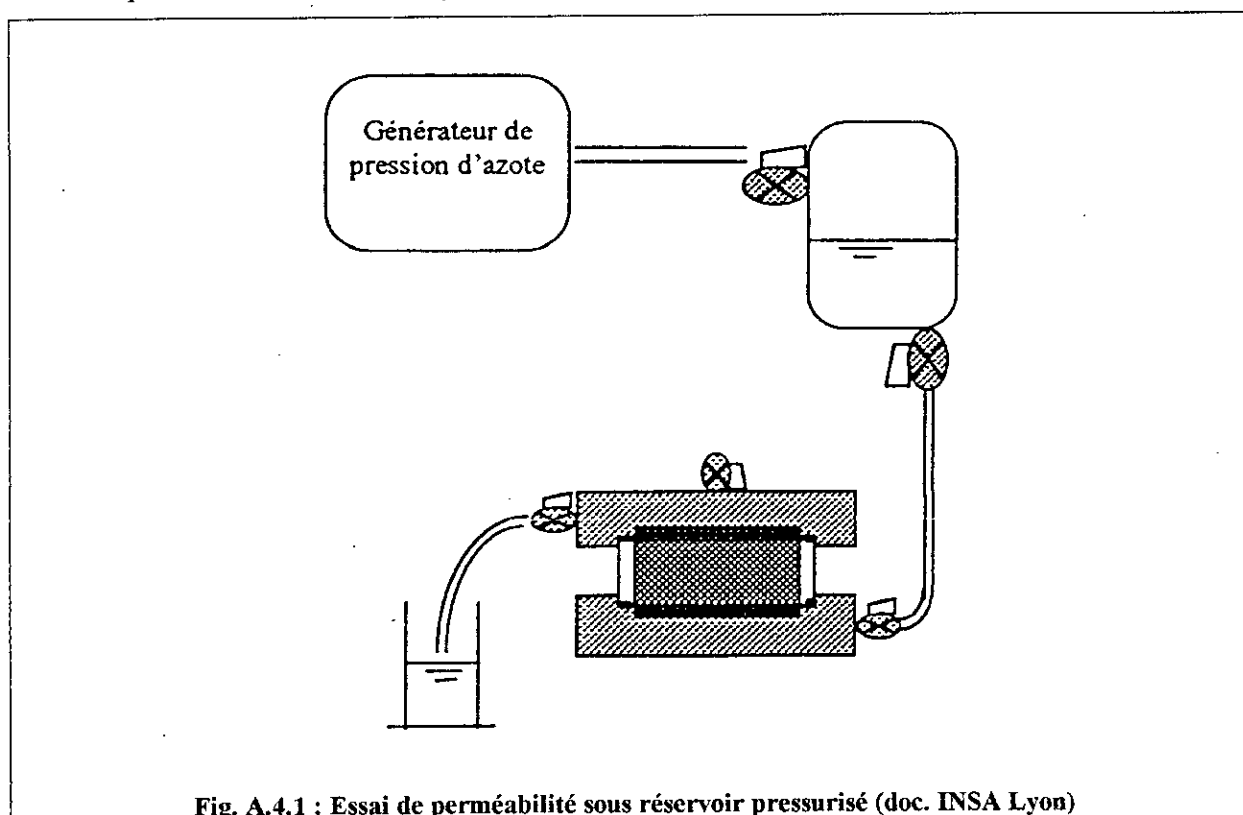 Générateur de
pression d'azote
Fig. A.4.1 : Essai de perméabilité sous réservoir pressurisé (doc. INSA Lyon)